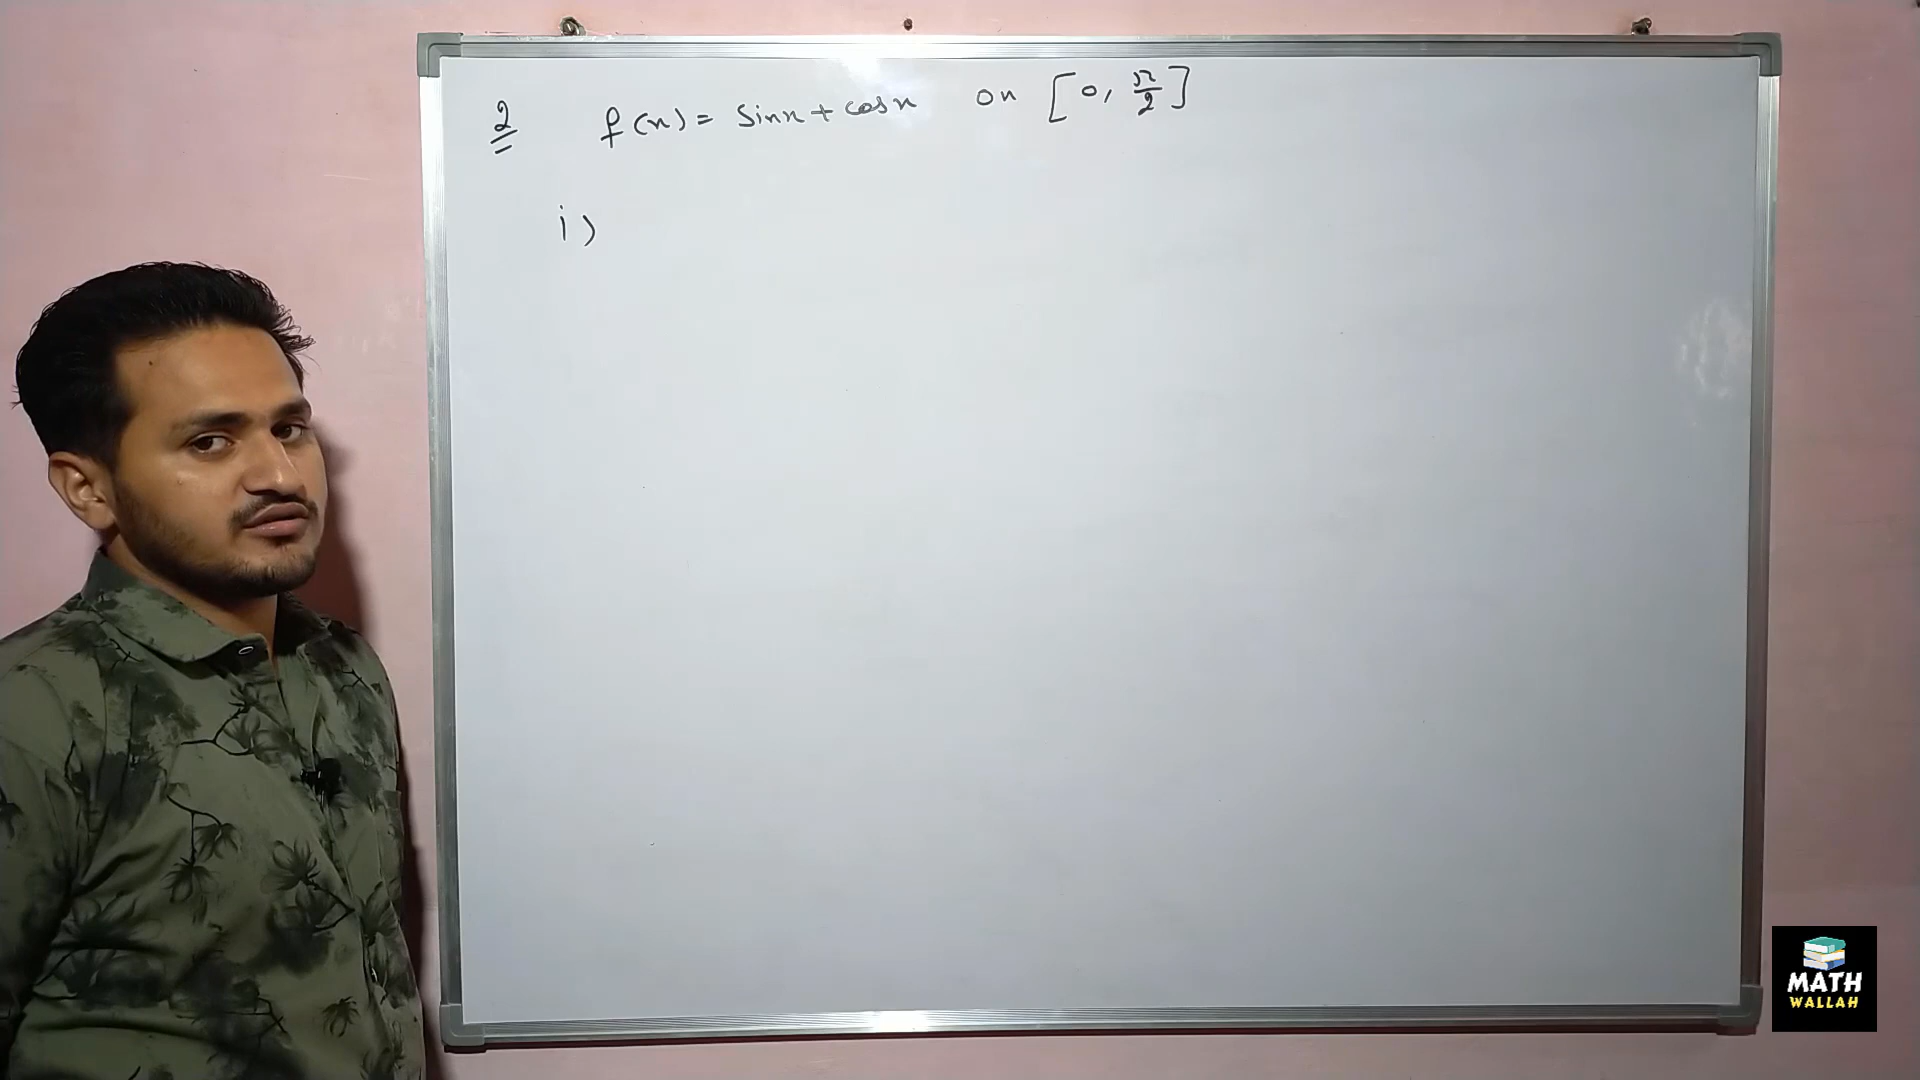 2 f(x) = sinx + cosx on [0, π/2]
i)
MATH
WALLAH